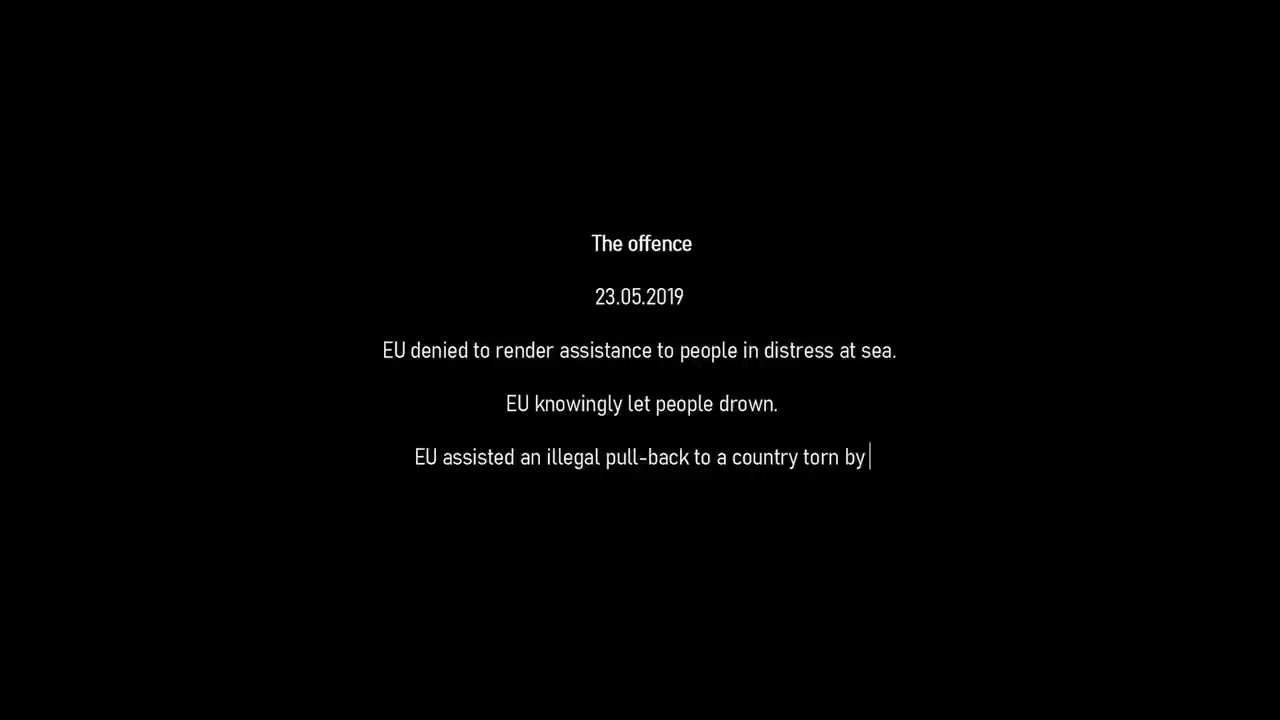 The offence
23.05.2019
EU denied to render assistance to people in distress at sea.
EU knowingly let people drown.
EU assisted an illegal pull-back to a country torn by